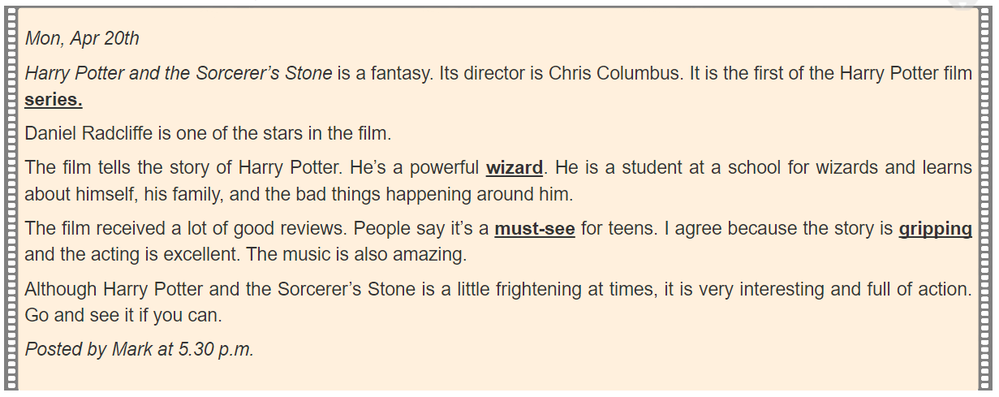 Mon, Apr 20th
Harry Potter and the Sorcerer's Stone is a fantasy. Its director is Chris Columbus. It is the first of the Harry Potter film
series.
Daniel Radcliffe is one of the stars in the film.
The film tells the story of Harry Potter. He's a powerful wizard. He is a student at a school for wizards and learns
about himself, his family, and the bad things happening around him.
The film received a lot of good reviews. People say it's a must-see for teens. I agree because the story is gripping
and the acting is excellent. The music is also amazing.
Although Harry Potter and the Sorcerer's Stone is a little frightening at times, it is very interesting and full of action.
Go and see it if you can.
Posted by Mark at 5.30 p.m.